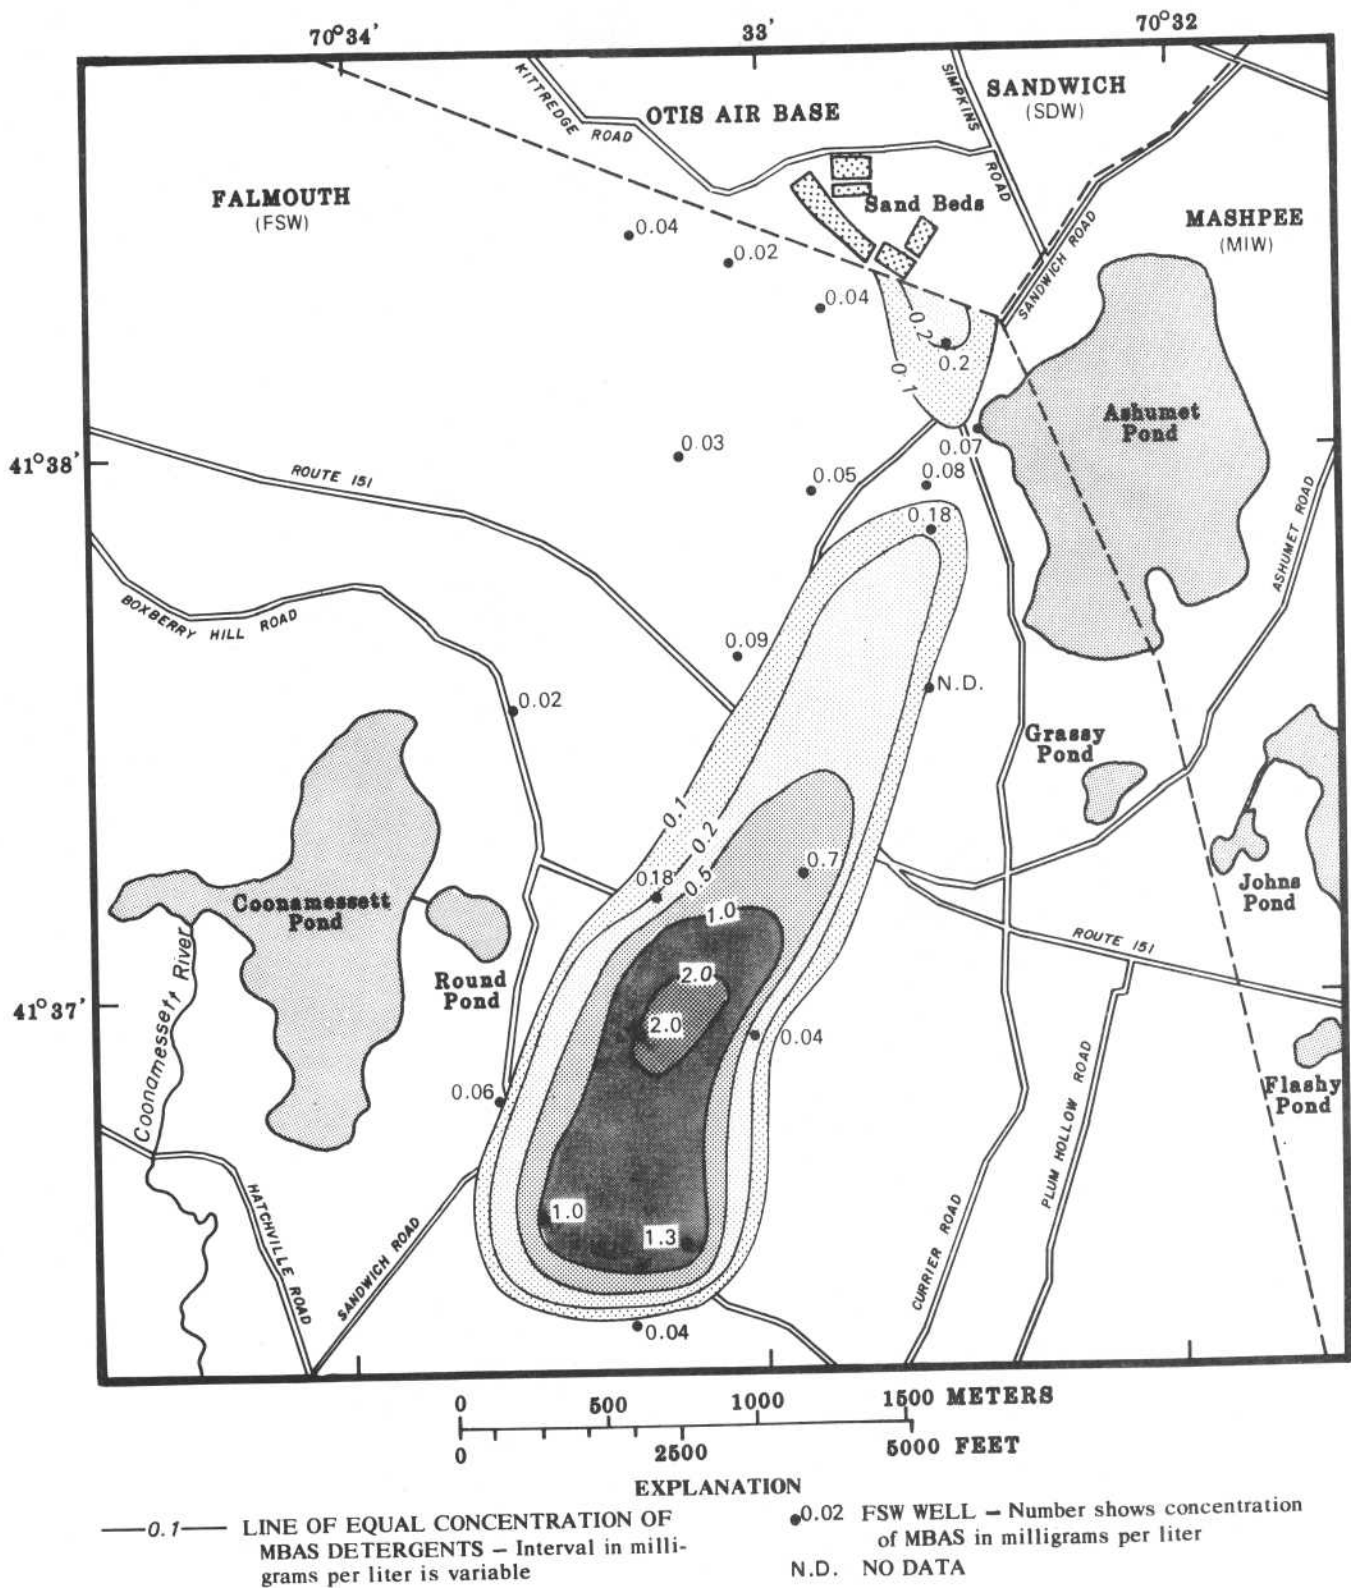 70°34'
33'
70°32
KITTREDGE ROAD
OTIS AIR BASE
SIMPKINS ROAD
SANDWICH
(SDW)
FALMOUTH
(FSW)
Sand Beds
SANDWICH ROAD
MASHPEE
(MIW)
0.04
0.02
0.04
0.2
0.2
0.1
Ashumet
Pond
41°38'
0.03
0.07
0.08
0.05
ROUTE 151
0.18
ASHUMET ROAD
BOXBERRY HILL ROAD
0.09
N.D.
0.02
Grassy
Pond
0.1
0.2
0.5
0.7
0.18
Johns
Pond
Coonamessett
Pond
1.0
ROUTE 151
Coonamessett River
Round
Pond
2.0
41°37'
2.0
0.04
Flashy
Pond
0.06
PLUM HOLLOW ROAD
HATCHVILLE ROAD
SANDWICH ROAD
1.0
1.3
CURRIER ROAD
0.04
0 500 1000 1500 METERS
0 2500 5000 FEET
EXPLANATION
0.1 LINE OF EQUAL CONCENTRATION OF
MBAS DETERGENTS – Interval in milli-
grams per liter is variable
0.02 FSW WELL – Number shows concentration
of MBAS in milligrams per liter
N.D. NO DATA